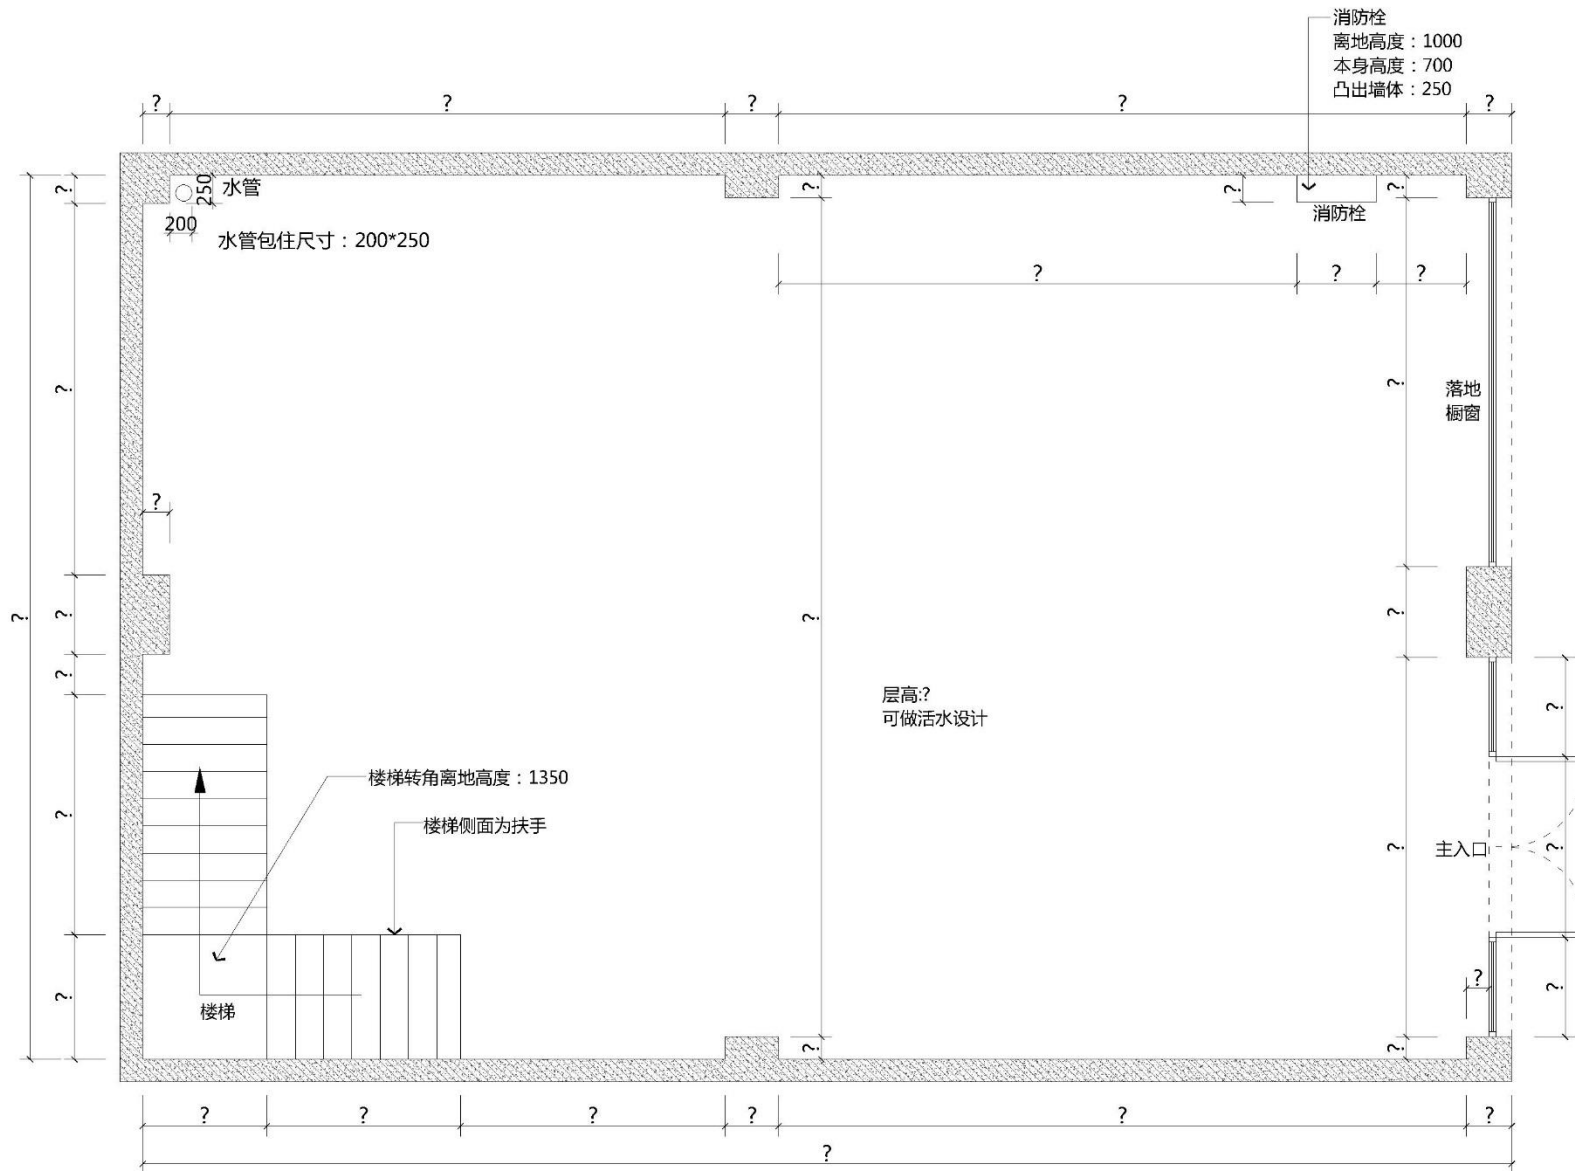 消防栓
离地高度：1000
本身高度：700
凸出墙体：250
? ? ? ? ?
? 250 水管 ? ? ? 消防栓
200
水管包住尺寸：200*250
? ? ?
? ? 落地
橱窗
?
? ? ? ?
?
层高:?
可做活水设计
?
楼梯转角离地高度：1350
? 楼梯侧面为扶手
? 主入口 ?
? ? ?
楼梯
? ?
? ? ? ? ? ?
?